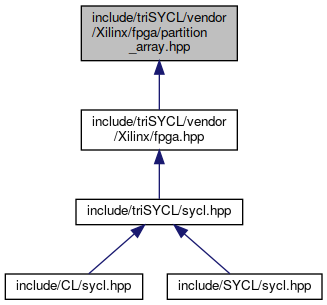 include/triSYCL/vendor
/Xilinx/fpga/partition
_array.hpp
include/triSYCL/vendor
/Xilinx/fpga.hpp
include/triSYCL/sycl.hpp
include/CL/sycl.hpp
include/SYCL/sycl.hpp